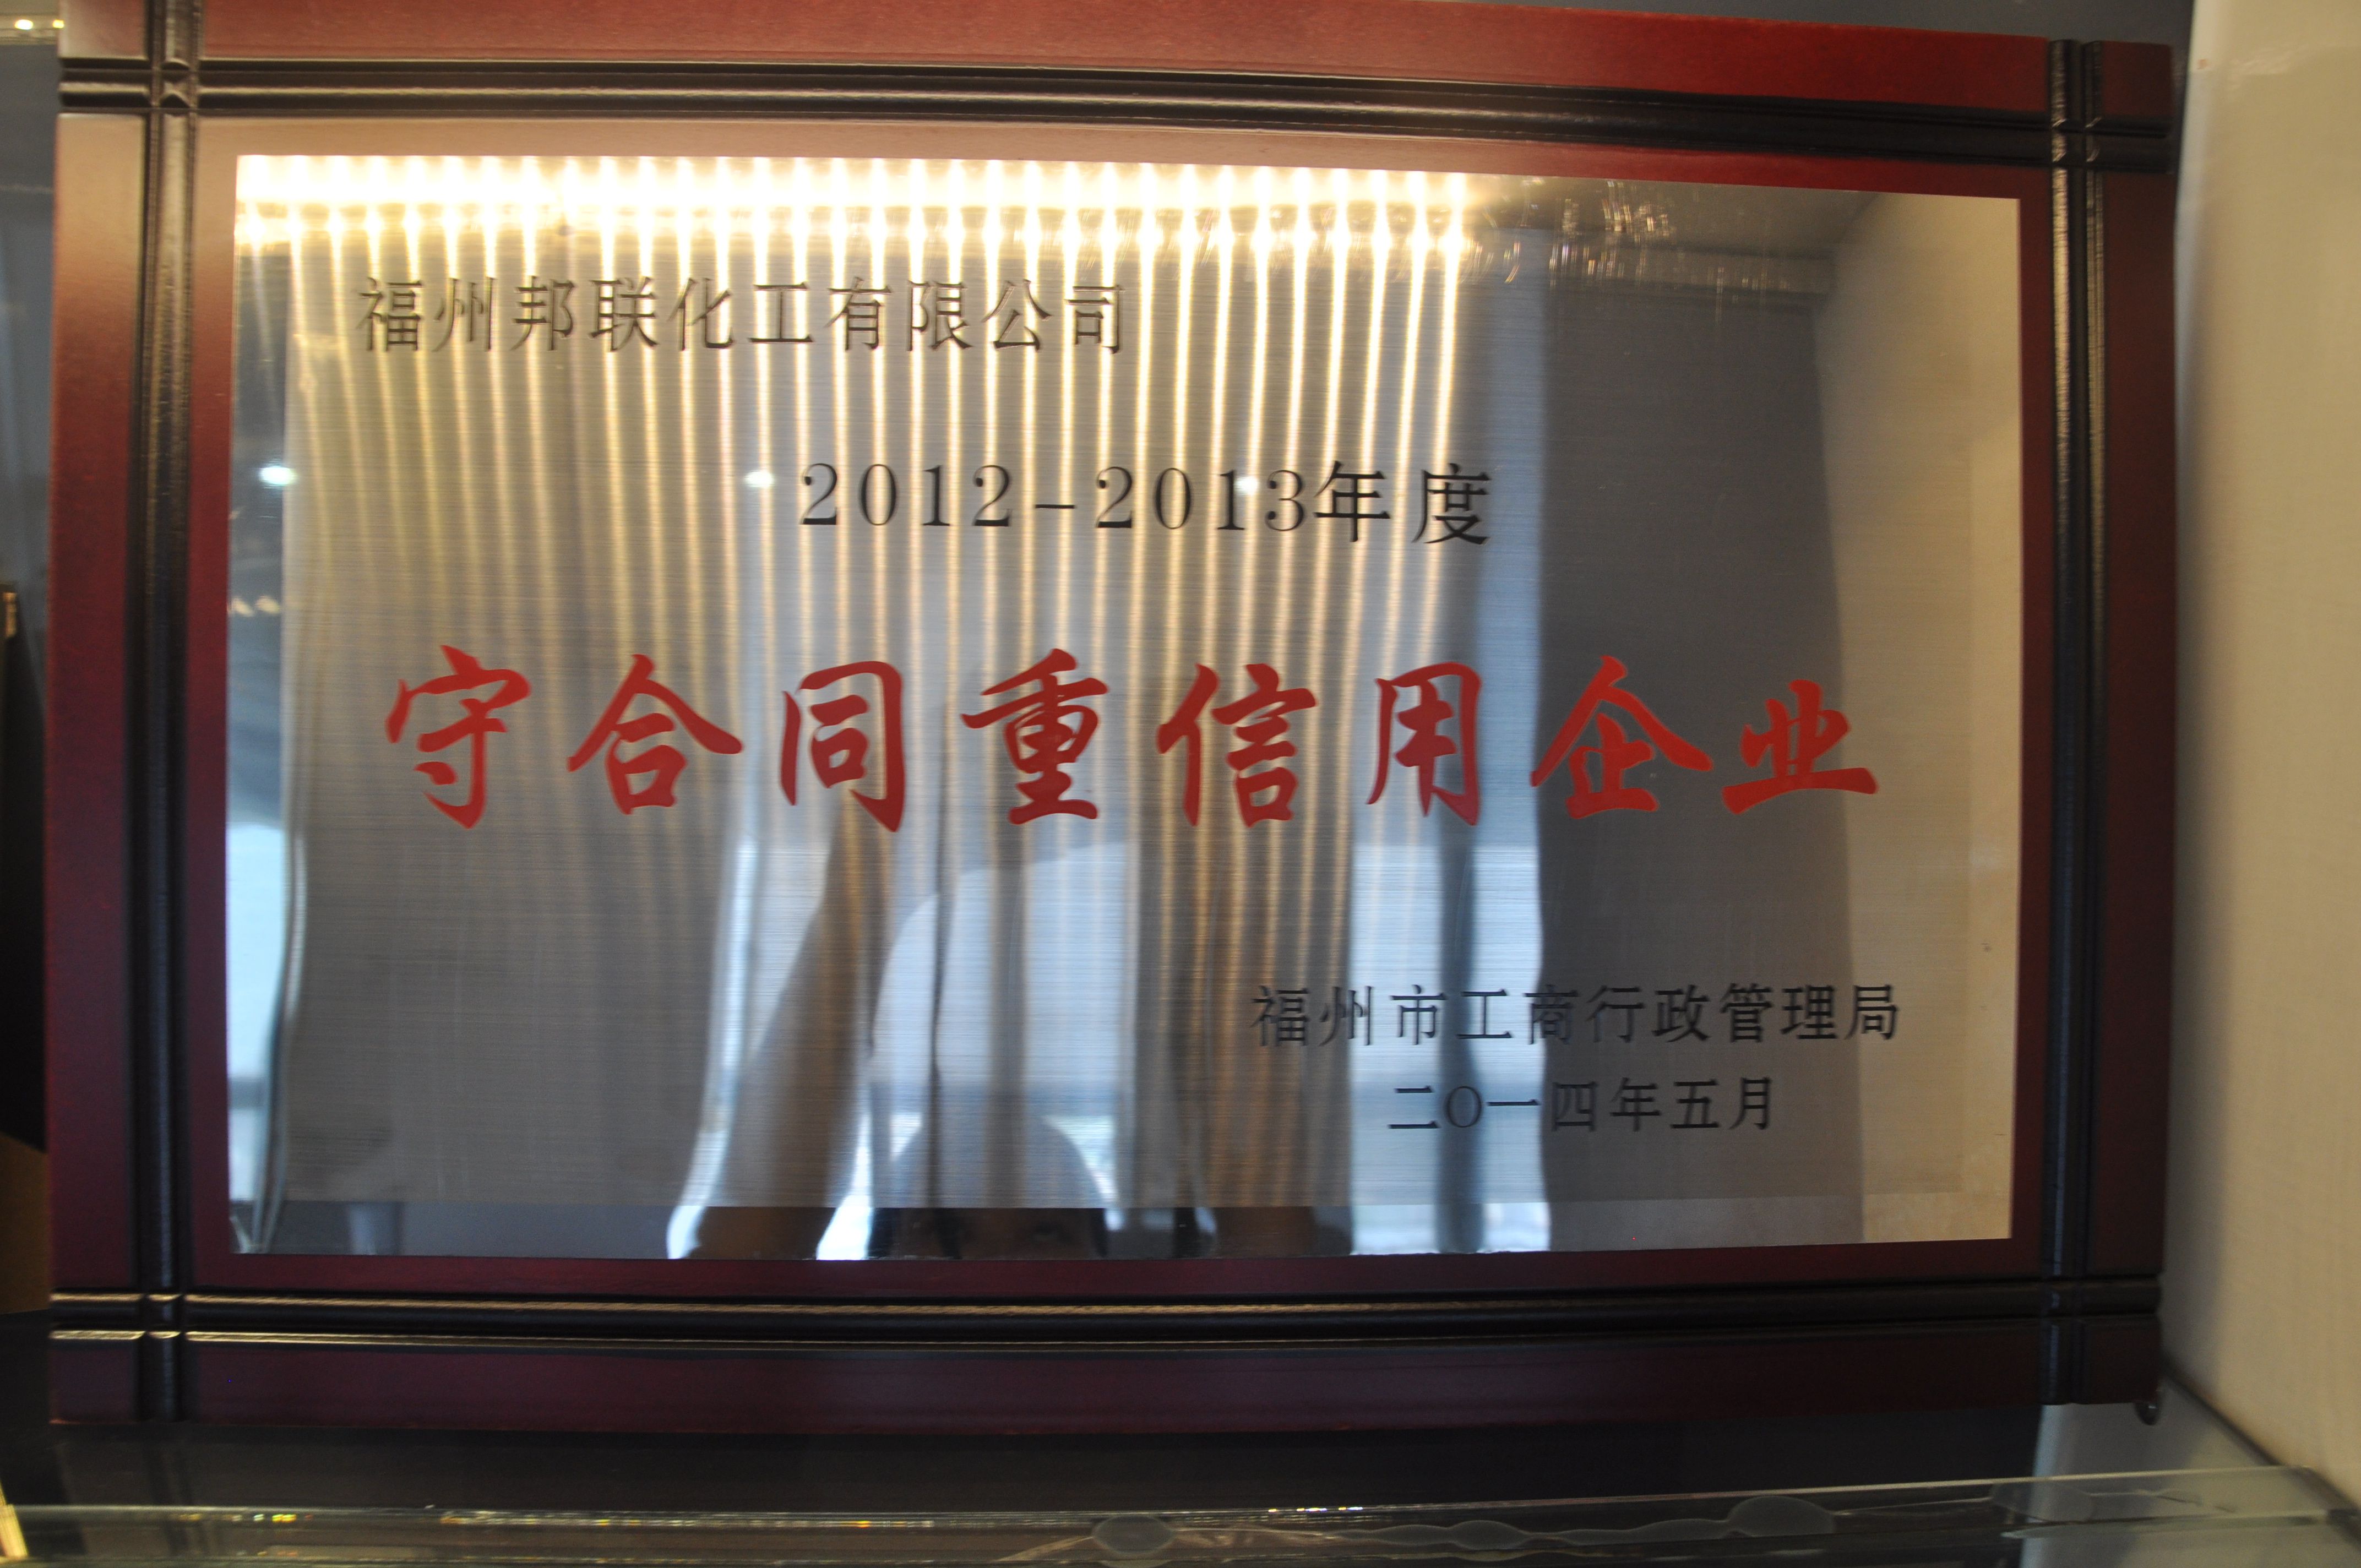 福州邦联化工有限公司
2012-2013年度
守合同重信用企业
福州市工商行政管理局
二〇一四年五月